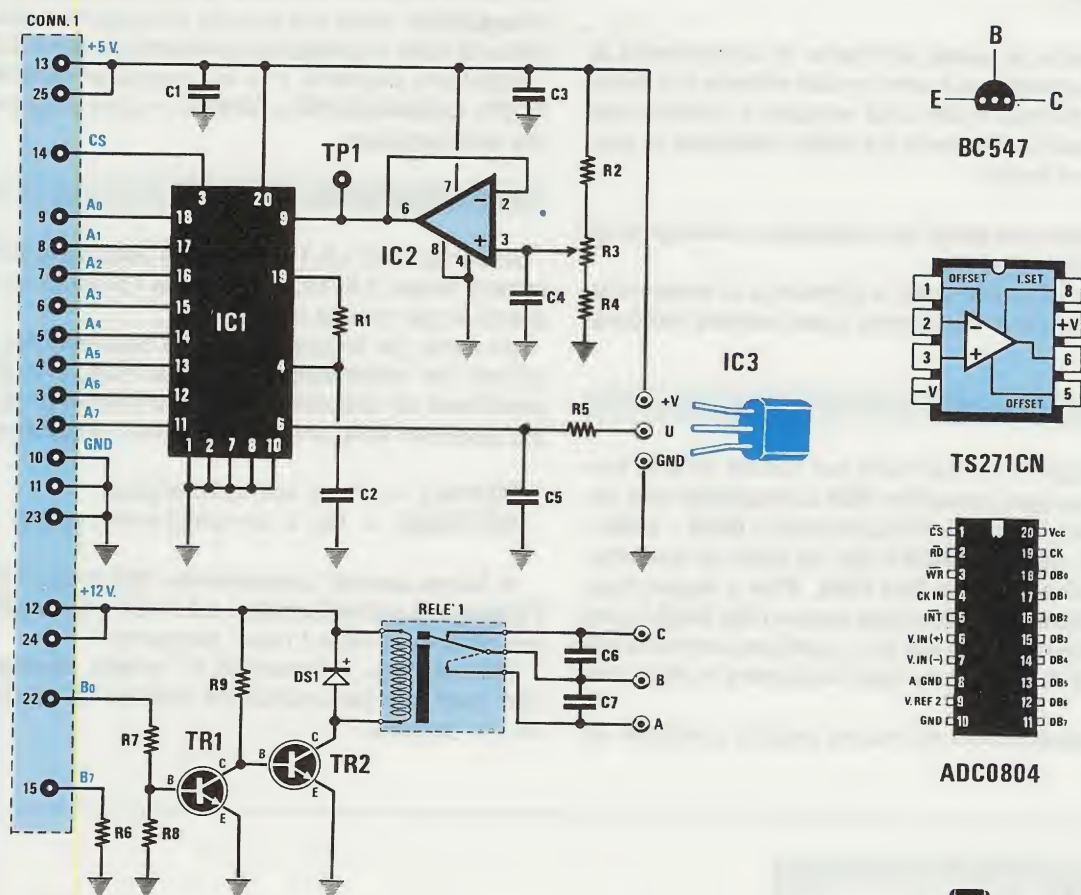 CONN. 1
+5 V.
13
25
C1
C3
14
CS
TP1
R2
3
20
9
A0
18
9
8
A1
17
7
A2
16
6
A3
15
5
A4
14
4
A5
13
3
A6
12
2
A7
11
IC1
19
4
6
1 2 7 8 10
6
7
2
3
8
4
IC2
R3
C4
R4
R1
C2
R5
C5
+V
U
GND
IC3
GND
10
11
23
+12 V.
12
24
22
B0
15
B7
R9
DS1
+
RELE' 1
C6
C7
C
B
A
R7
TR1
B
C
E
TR2
B
C
E
R6
R8
B
E
C
BC547
1
OFFSET
I.SET
8
2
+V
3
6
-V
OFFSET
5
TS271CN
CS 1 20 Vcc
RD 2 19 CK
WR 3 18 DB0
CK IN 4 17 DB1
INT 5 16 DB2
V.IN (+) 6 15 DB3
V.IN (−) 7 14 DB4
A GND 8 13 DB5
V.REF 2 9 12 DB6
GND 10 11 DB7
ADC0804